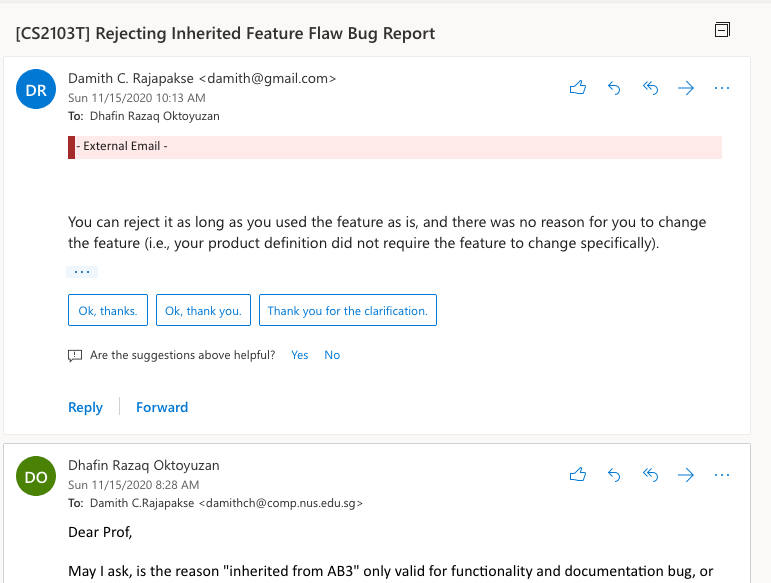 [CS2103T] Rejecting Inherited Feature Flaw Bug Report
DR
Damith C. Rajapakse <damith@gmail.com>
Sun 11/15/2020 10:13 AM
To: Dhafin Razaq Oktoyuzan
- External Email -
You can reject it as long as you used the feature as is, and there was no reason for you to change
the feature (i.e., your product definition did not require the feature to change specifically).
...
Ok, thanks. Ok, thank you. Thank you for the clarification.
Are the suggestions above helpful? Yes No
Reply Forward
DO
Dhafin Razaq Oktoyuzan
Sun 11/15/2020 8:28 AM
To: Damith C.Rajapakse <damithch@comp.nus.edu.sg>
Dear Prof,
May I ask, is the reason "inherited from AB3" only valid for functionality and documentation bug, or